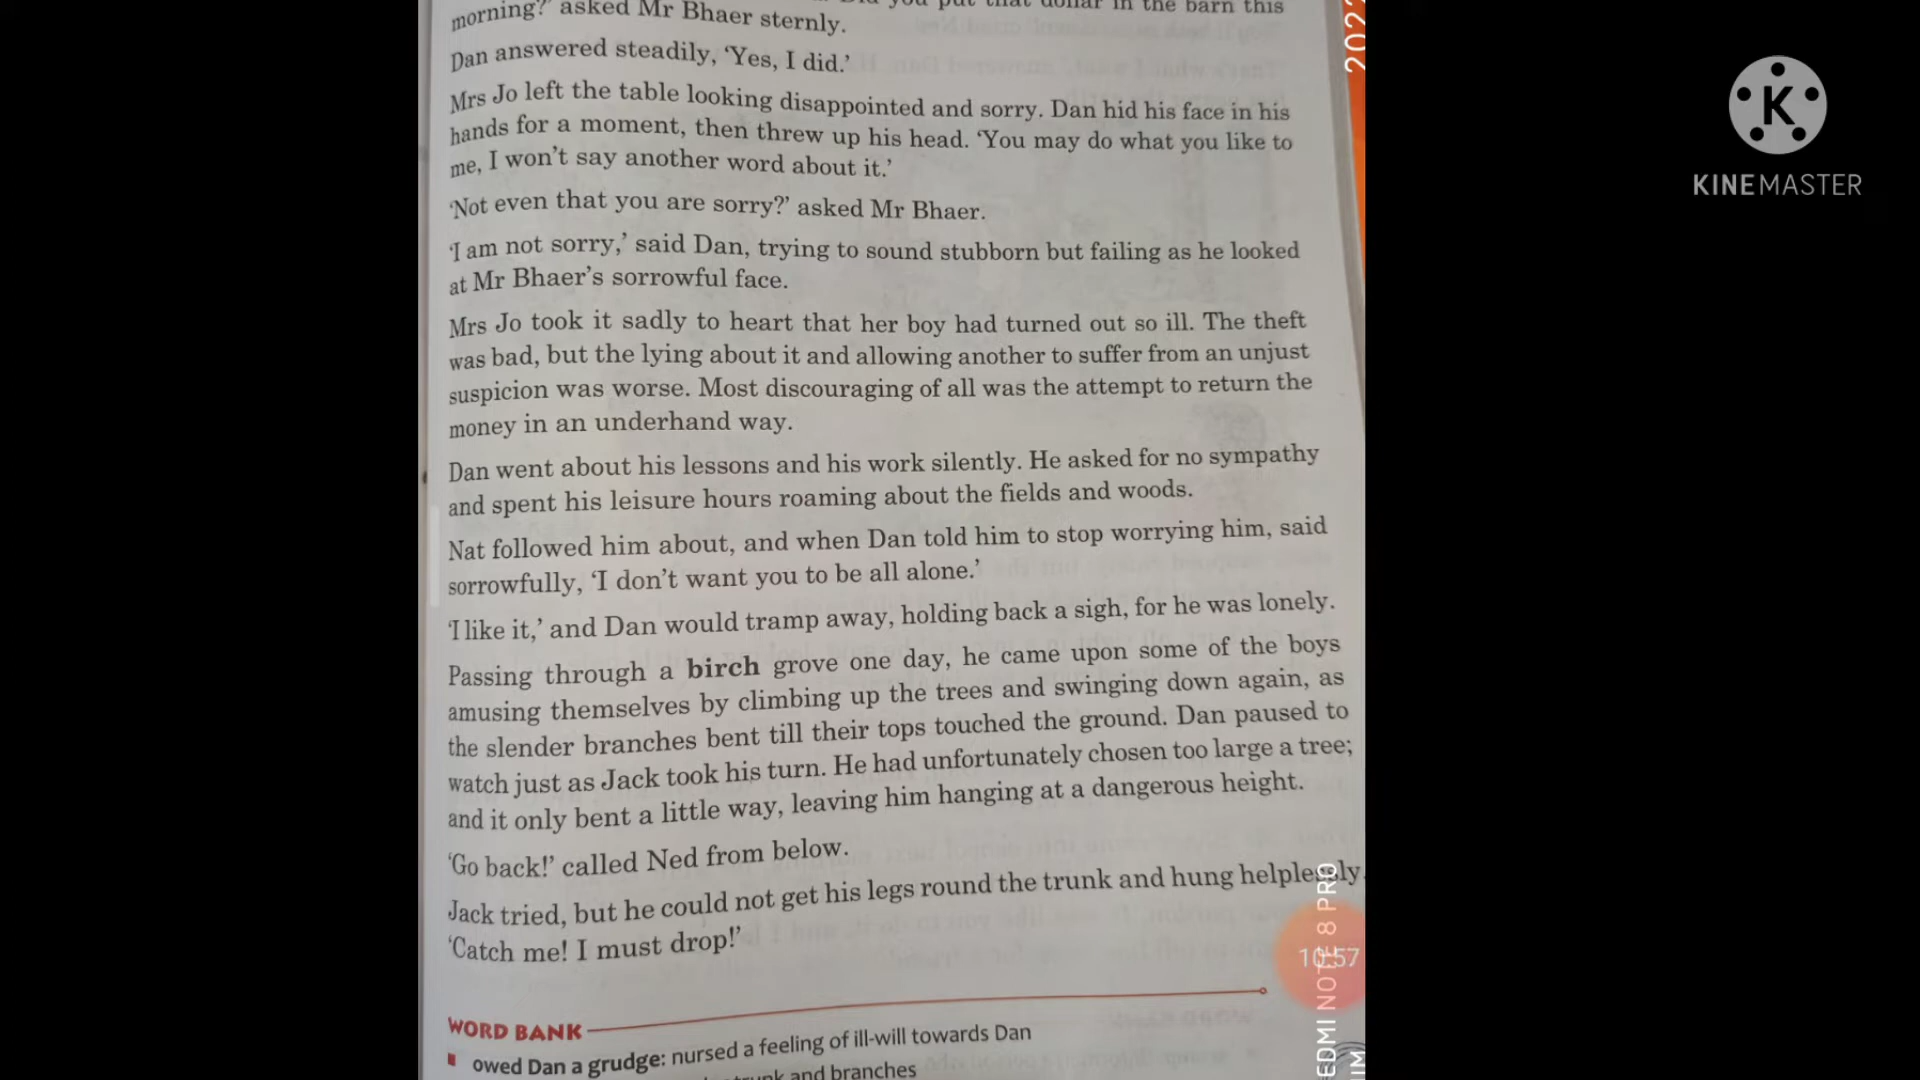 you put that dollar in the barn this
morning?' asked Mr Bhaer sternly.
Dan answered steadily, 'Yes, I did.'
Mrs Jo left the table looking disappointed and sorry. Dan hid his face in his
hands for a moment, then threw up his head. 'You may do what you like to
me, I won't say another word about it.'
'Not even that you are sorry?' asked Mr Bhaer.
'I am not sorry,' said Dan, trying to sound stubborn but failing as he looked
at Mr Bhaer's sorrowful face.
Mrs Jo took it sadly to heart that her boy had turned out so ill. The theft
was bad, but the lying about it and allowing another to suffer from an unjust
suspicion was worse. Most discouraging of all was the attempt to return the
money in an underhand way.
Dan went about his lessons and his work silently. He asked for no sympathy
and spent his leisure hours roaming about the fields and woods.
Nat followed him about, and when Dan told him to stop worrying him, said
sorrowfully, 'I don't want you to be all alone.'
'I like it,' and Dan would tramp away, holding back a sigh, for he was lonely.
Passing through a birch grove one day, he came upon some of the boys
amusing themselves by climbing up the trees and swinging down again, as
the slender branches bent till their tops touched the ground. Dan paused to
watch just as Jack took his turn. He had unfortunately chosen too large a tree;
and it only bent a little way, leaving him hanging at a dangerous height.
'Go back!' called Ned from below.
Jack tried, but he could not get his legs round the trunk and hung helplessly.
'Catch me! I must drop!'
WORD BANK
owed Dan a grudge: nursed a feeling of ill-will towards Dan
and branches
202
EDMI NOTE 8 PRO
10:57
K
KINEMASTER